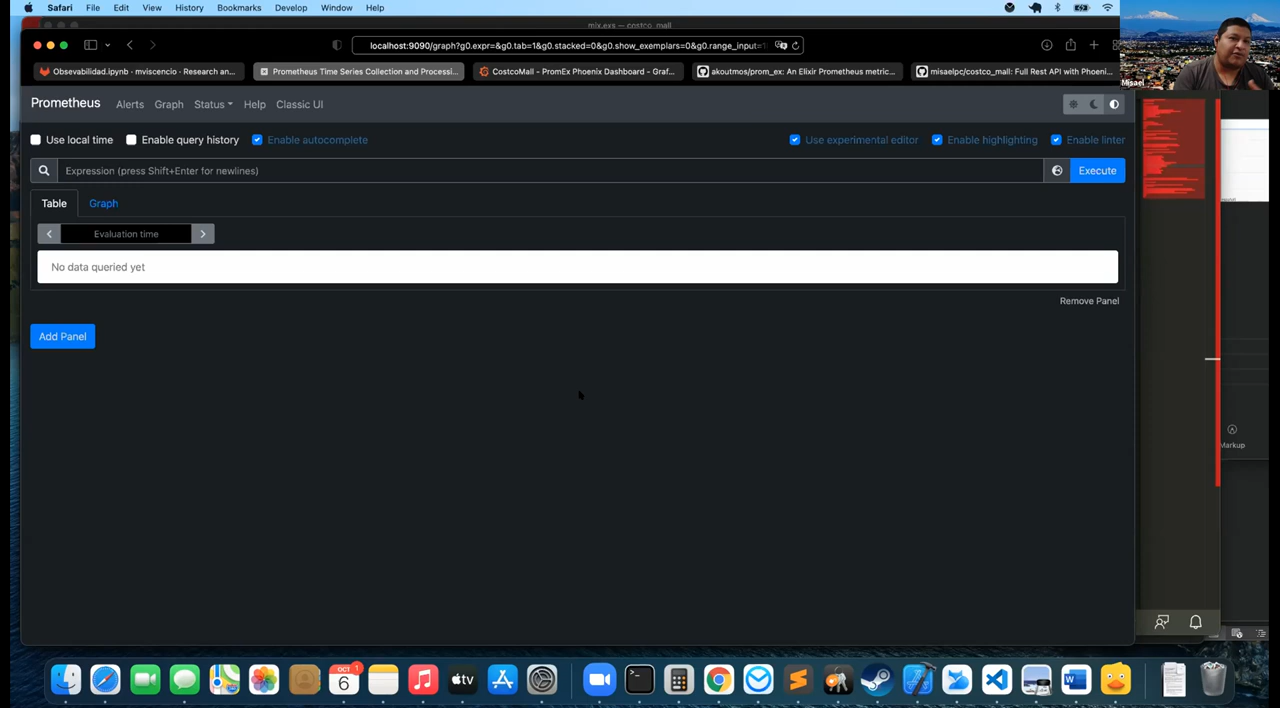 Safari File Edit View History Bookmarks Develop Window Help
mix.exs — costco_mall
localhost:9090/graph?g0.expr=&g0.tab=1&g0.stacked=0&g0.show_exemplars=0&g0.range_input=1
Obsevabilidad.ipynb · mviscencio · Research an...
Prometheus Time Series Collection and Processi...
CostcoMall - PromEx Phoenix Dashboard - Graf...
akoutmos/prom_ex: An Elixir Prometheus metric...
misaelpc/costco_mall: Full Rest API with Phoeni...
Misael
Prometheus Alerts Graph Status Help Classic UI
Use local time Enable query history Enable autocomplete Use experimental editor Enable highlighting Enable linter
Expression (press Shift+Enter for newlines) Execute
Table Graph
Evaluation time
No data queried yet
Remove Panel
Add Panel
Markup
OCT 1
6
tv
W